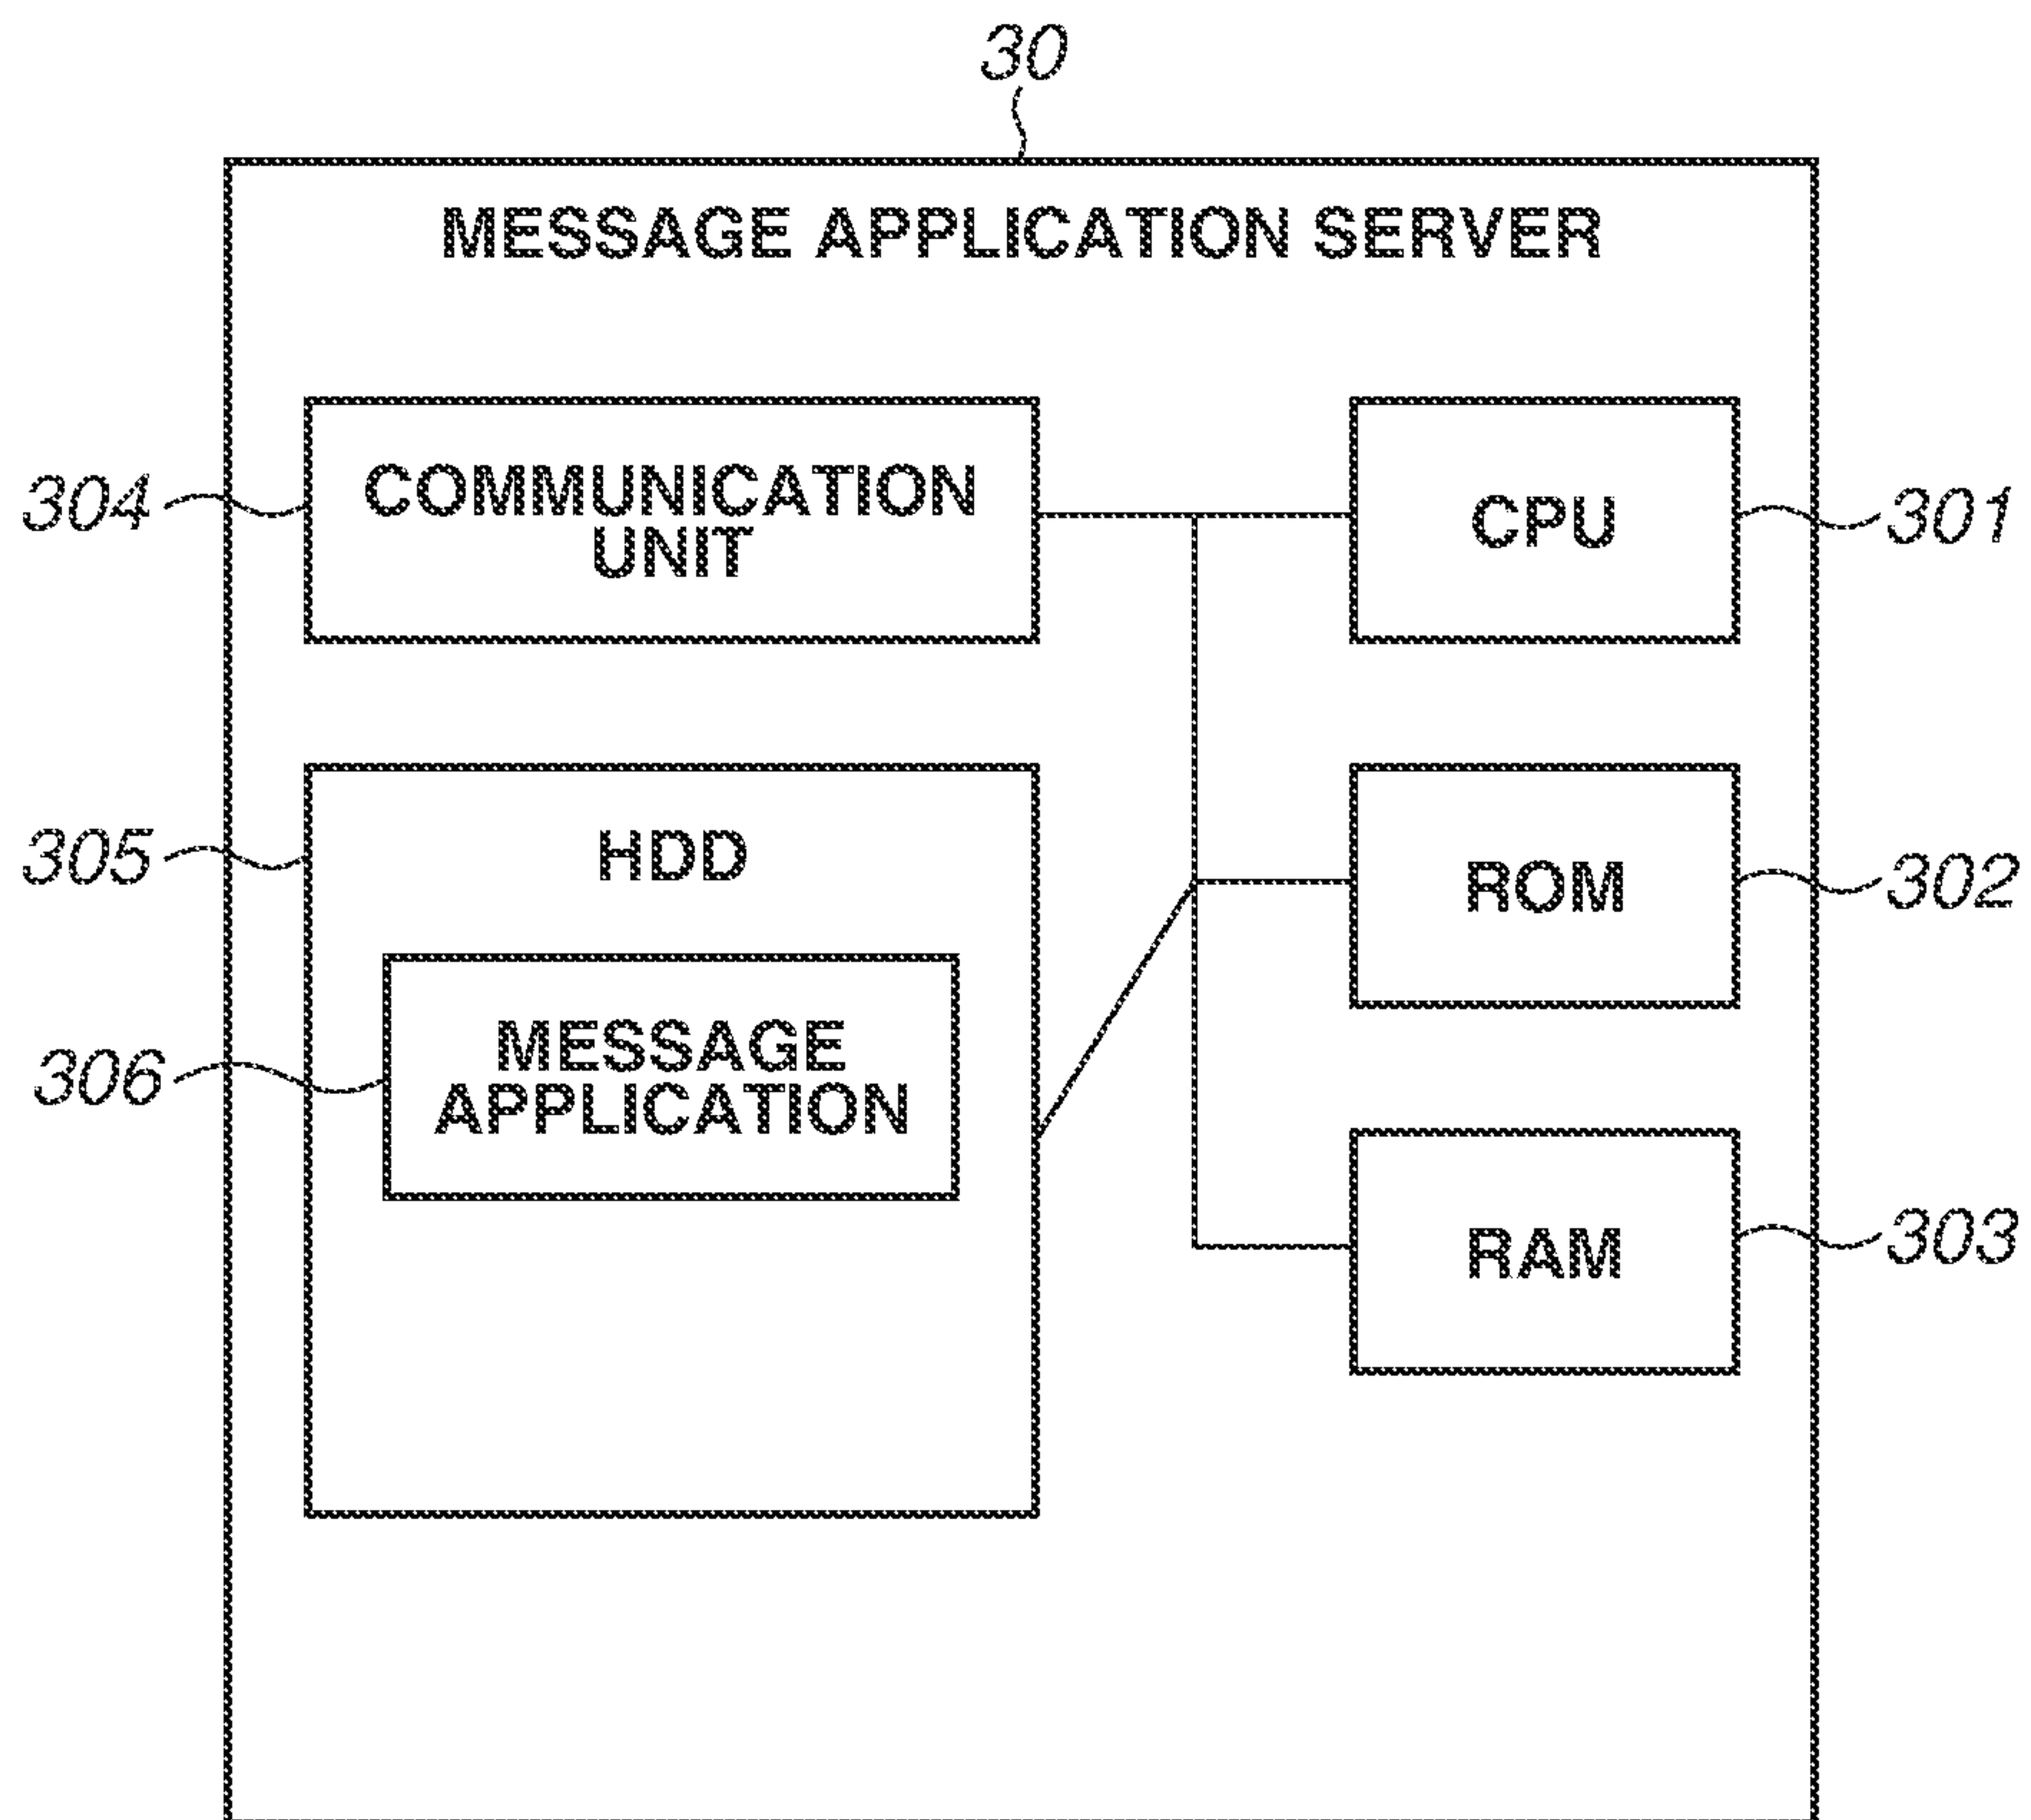 30
MESSAGE APPLICATION SERVER
304
COMMUNICATION
UNIT
CPU
301
305
HDD
ROM
302
306
MESSAGE
APPLICATION
RAM
303